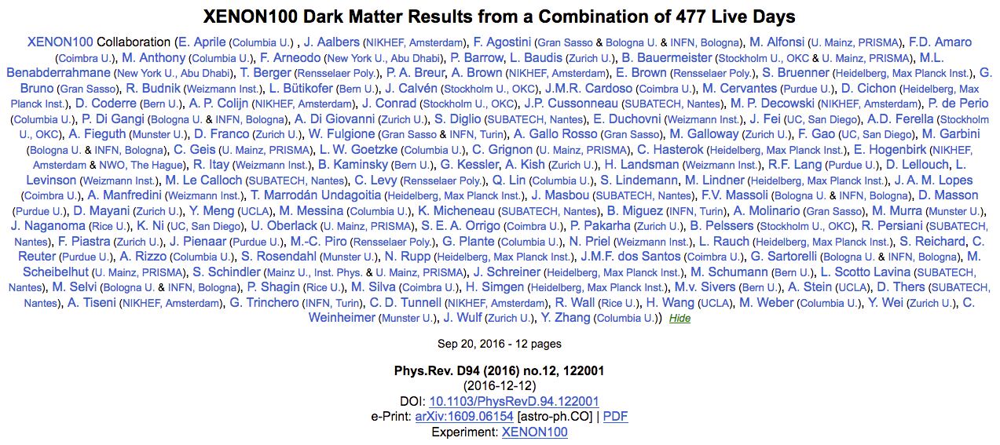 XENON100 Dark Matter Results from a Combination of 477 Live Days
XENON100 Collaboration (E. Aprile (Columbia U.) , J. Aalbers (NIKHEF, Amsterdam), F. Agostini (Gran Sasso & Bologna U. & INFN, Bologna), M. Alfonsi (U. Mainz, PRISMA), F.D. Amaro
(Coimbra U.), M. Anthony (Columbia U.), F. Arneodo (New York U., Abu Dhabi), P. Barrow, L. Baudis (Zurich U.), B. Bauermeister (Stockholm U., OKC & U. Mainz, PRISMA), M.L.
Benabderrahmane (New York U., Abu Dhabi), T. Berger (Rensselaer Poly.), P. A. Breur, A. Brown (NIKHEF, Amsterdam), E. Brown (Rensselaer Poly.), S. Bruenner (Heidelberg, Max Planck Inst.), G.
Bruno (Gran Sasso), R. Budnik (Weizmann Inst.), L. Bütikofer (Bern U.), J. Calvén (Stockholm U., OKC), J.M.R. Cardoso (Coimbra U.), M. Cervantes (Purdue U.), D. Cichon (Heidelberg, Max
Planck Inst.), D. Coderre (Bern U.), A. P. Colijn (NIKHEF, Amsterdam), J. Conrad (Stockholm U., OKC), J.P. Cussonneau (SUBATECH, Nantes), M. P. Decowski (NIKHEF, Amsterdam), P. de Perio
(Columbia U.), P. Di Gangi (Bologna U. & INFN, Bologna), A. Di Giovanni (Zurich U.), S. Diglio (SUBATECH, Nantes), E. Duchovni (Weizmann Inst.), J. Fei (UC, San Diego), A.D. Ferella (Stockholm
U., OKC), A. Fieguth (Munster U.), D. Franco (Zurich U.), W. Fulgione (Gran Sasso & INFN, Turin), A. Gallo Rosso (Gran Sasso), M. Galloway (Zurich U.), F. Gao (UC, San Diego), M. Garbini
(Bologna U. & INFN, Bologna), C. Geis (U. Mainz, PRISMA), L. W. Goetzke (Columbia U.), C. Grignon (U. Mainz, PRISMA), C. Hasterok (Heidelberg, Max Planck Inst.), E. Hogenbirk (NIKHEF,
Amsterdam & NWO, The Hague), R. Itay (Weizmann Inst.), B. Kaminsky (Bern U.), G. Kessler, A. Kish (Zurich U.), H. Landsman (Weizmann Inst.), R.F. Lang (Purdue U.), D. Lellouch, L.
Levinson (Weizmann Inst.), M. Le Calloch (SUBATECH, Nantes), C. Levy (Rensselaer Poly.), Q. Lin (Columbia U.), S. Lindemann, M. Lindner (Heidelberg, Max Planck Inst.), J. A. M. Lopes
(Coimbra U.), A. Manfredini (Weizmann Inst.), T. Marrodán Undagoitia (Heidelberg, Max Planck Inst.), J. Masbou (SUBATECH, Nantes), F.V. Massoli (Bologna U. & INFN, Bologna), D. Masson
(Purdue U.), D. Mayani (Zurich U.), Y. Meng (UCLA), M. Messina (Columbia U.), K. Micheneau (SUBATECH, Nantes), B. Miguez (INFN, Turin), A. Molinario (Gran Sasso), M. Murra (Munster U.),
J. Naganoma (Rice U.), K. Ni (UC, San Diego), U. Oberlack (U. Mainz, PRISMA), S. E. A. Orrigo (Coimbra U.), P. Pakarha (Zurich U.), B. Pelssers (Stockholm U., OKC), R. Persiani (SUBATECH,
Nantes), F. Piastra (Zurich U.), J. Pienaar (Purdue U.), M.-C. Piro (Rensselaer Poly.), G. Plante (Columbia U.), N. Priel (Weizmann Inst.), L. Rauch (Heidelberg, Max Planck Inst.), S. Reichard, C.
Reuter (Purdue U.), A. Rizzo (Columbia U.), S. Rosendahl (Munster U.), N. Rupp (Heidelberg, Max Planck Inst.), J.M.F. dos Santos (Coimbra U.), G. Sartorelli (Bologna U. & INFN, Bologna), M.
Scheibelhut (U. Mainz, PRISMA), S. Schindler (Mainz U., Inst. Phys. & U. Mainz, PRISMA), J. Schreiner (Heidelberg, Max Planck Inst.), M. Schumann (Bern U.), L. Scotto Lavina (SUBATECH,
Nantes), M. Selvi (Bologna U. & INFN, Bologna), P. Shagin (Rice U.), M. Silva (Coimbra U.), H. Simgen (Heidelberg, Max Planck Inst.), M.v. Sivers (Bern U.), A. Stein (UCLA), D. Thers (SUBATECH,
Nantes), A. Tiseni (NIKHEF, Amsterdam), G. Trinchero (INFN, Turin), C. D. Tunnell (NIKHEF, Amsterdam), R. Wall (Rice U.), H. Wang (UCLA), M. Weber (Columbia U.), Y. Wei (Zurich U.), C.
Weinheimer (Munster U.), J. Wulf (Zurich U.), Y. Zhang (Columbia U.)) Hide
Sep 20, 2016 - 12 pages
Phys.Rev. D94 (2016) no.12, 122001
(2016-12-12)
DOI: 10.1103/PhysRevD.94.122001
e-Print: arXiv:1609.06154 [astro-ph.CO] | PDF
Experiment: XENON100